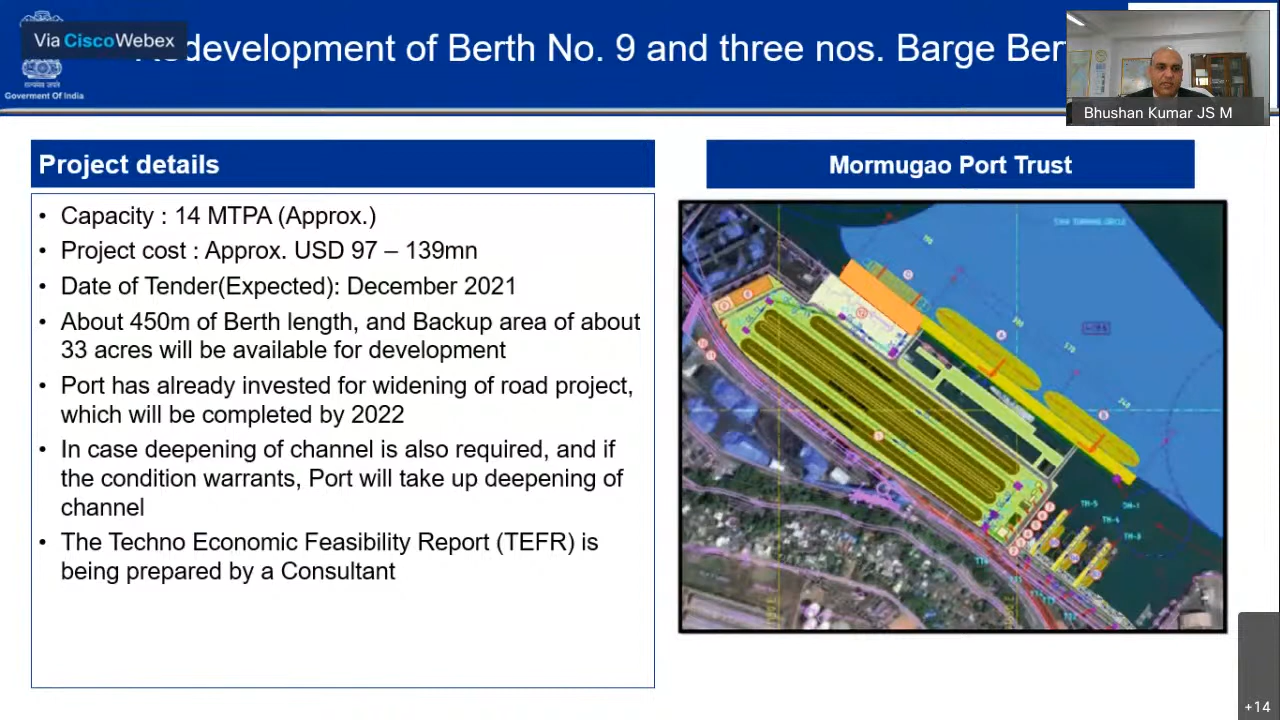 Via Cisco Webex
Goverment Of India
development of Berth No. 9 and three nos. Barge Ber
Bhushan Kumar JS M
Project details
• Capacity : 14 MTPA (Approx.)
• Project cost : Approx. USD 97 – 139mn
• Date of Tender(Expected): December 2021
• About 450m of Berth length, and Backup area of about
33 acres will be available for development
• Port has already invested for widening of road project,
which will be completed by 2022
• In case deepening of channel is also required, and if
the condition warrants, Port will take up deepening of
channel
• The Techno Economic Feasibility Report (TEFR) is
being prepared by a Consultant
Mormugao Port Trust
+14